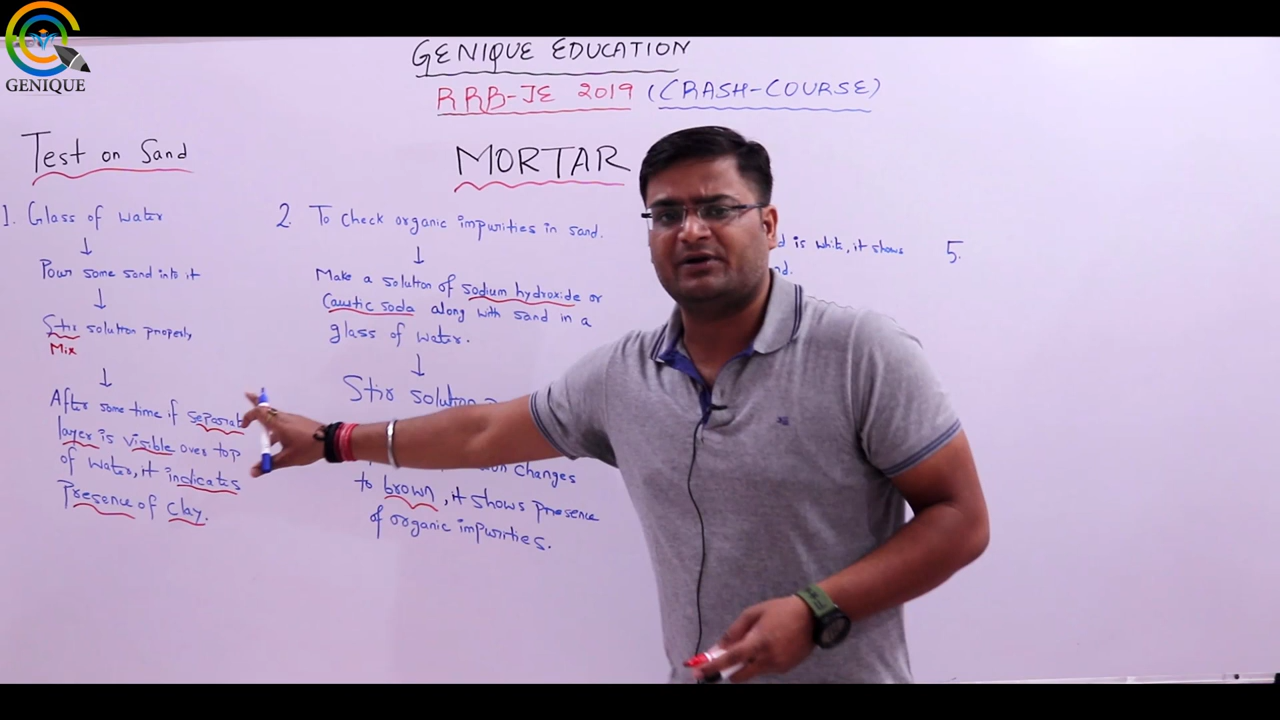 GENIQUE
GENIQUE EDUCATION
RRB-JE 2019 (CRASH-COURSE)
Test on Sand
MORTAR
1. Glass of water
↓
Pour some sand into it
↓
Stir solution properly
Mix
↓
After some time if separate
layer is visible over top
of water, it indicates
Presence of clay.
2. To check organic impurities in sand.
↓
Make a solution of sodium hydroxide or
Caustic soda along with sand in a
glass of water.
↓
Stir solution
changes
to brown, it shows presence
of organic impurities.
is white, it shows
5.